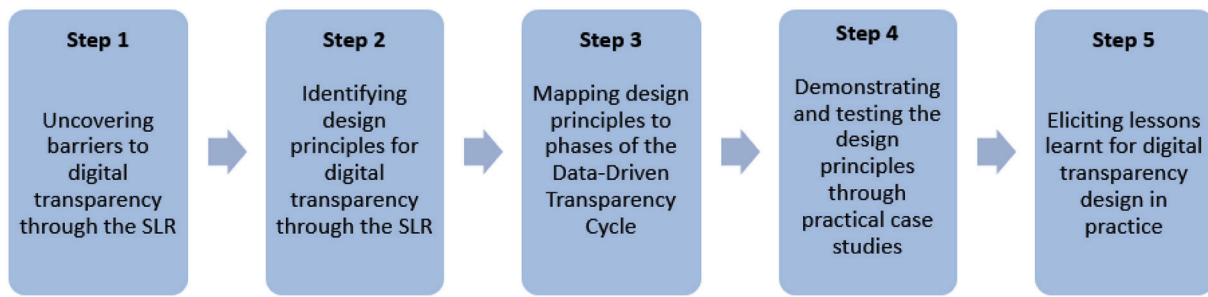 Step 1
Uncovering
barriers to
digital
transparency
through the SLR
Step 2
Identifying
design
principles for
digital
transparency
through the SLR
Step 3
Mapping design
principles to
phases of the
Data-Driven
Transparency
Cycle
Step 4
Demonstrating
and testing the
design
principles
through
practical case
studies
Step 5
Eliciting lessons
learnt for digital
transparency
design in
practice